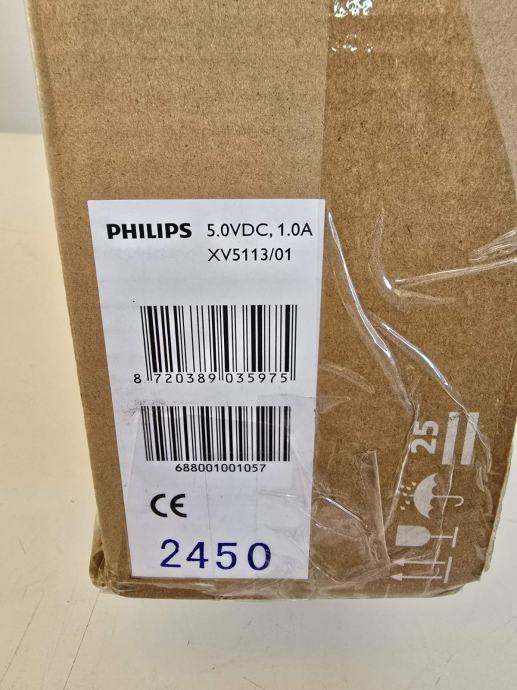 PHILIPS 5.0VDC, 1.0A
XV5113/01
8 720389 035975
688001001057
CE
2450
25